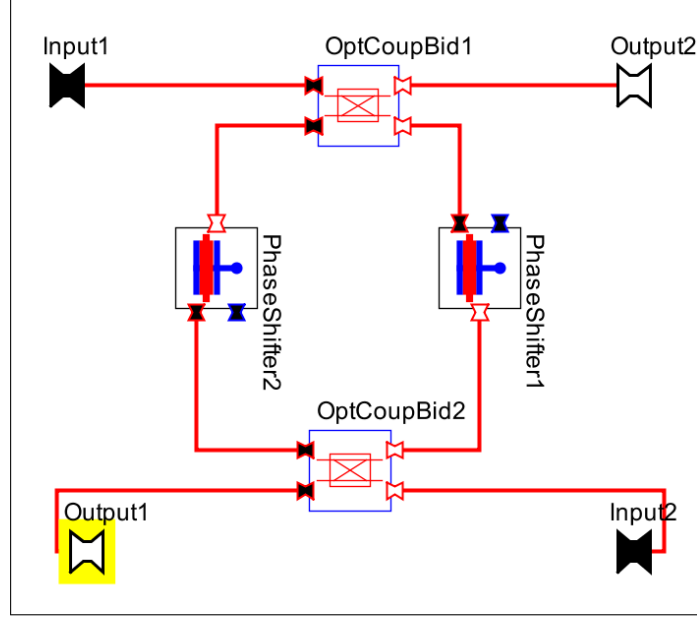 Input1
OptCoupBid1
Output2
PhaseShifter2
PhaseShifter1
OptCoupBid2
Output1
Input2